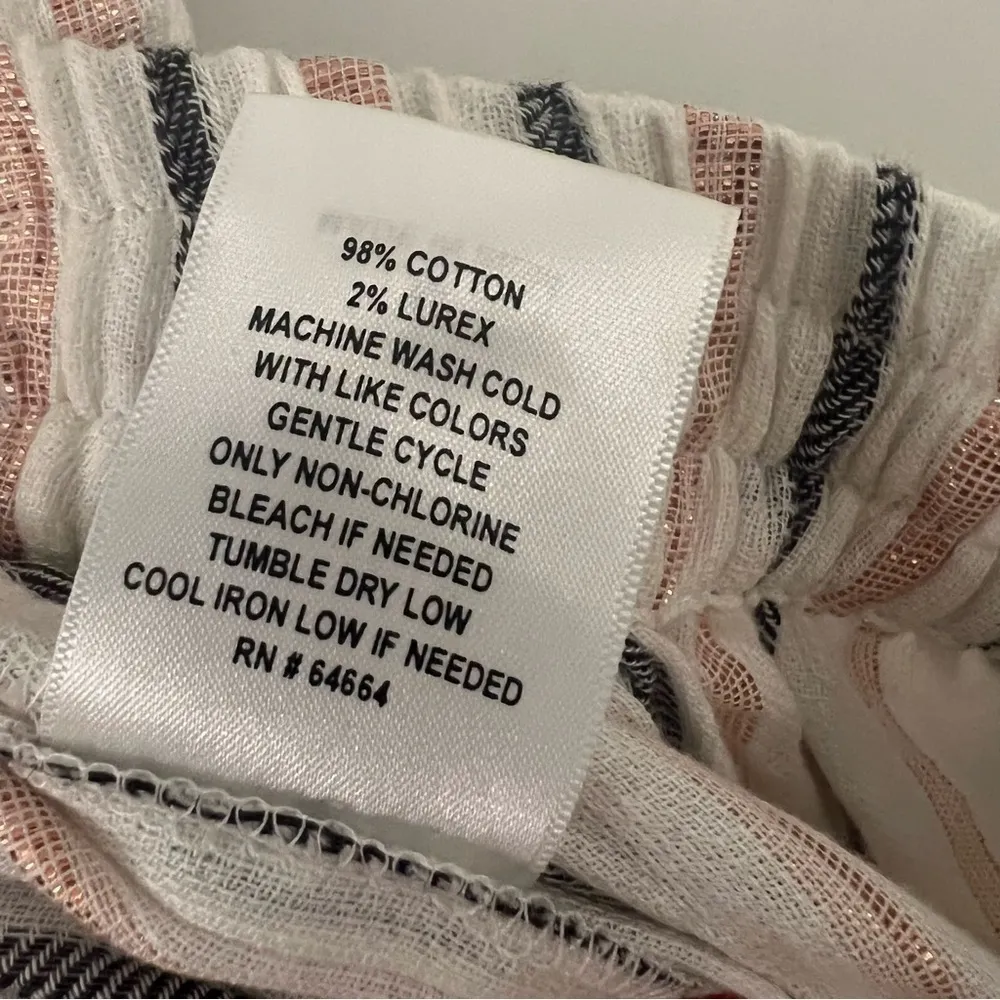 98% COTTON
2% LUREX
MACHINE WASH COLD
WITH LIKE COLORS
GENTLE CYCLE
ONLY NON-CHLORINE
BLEACH IF NEEDED
TUMBLE DRY LOW
COOL IRON LOW IF NEEDED
RN # 64664